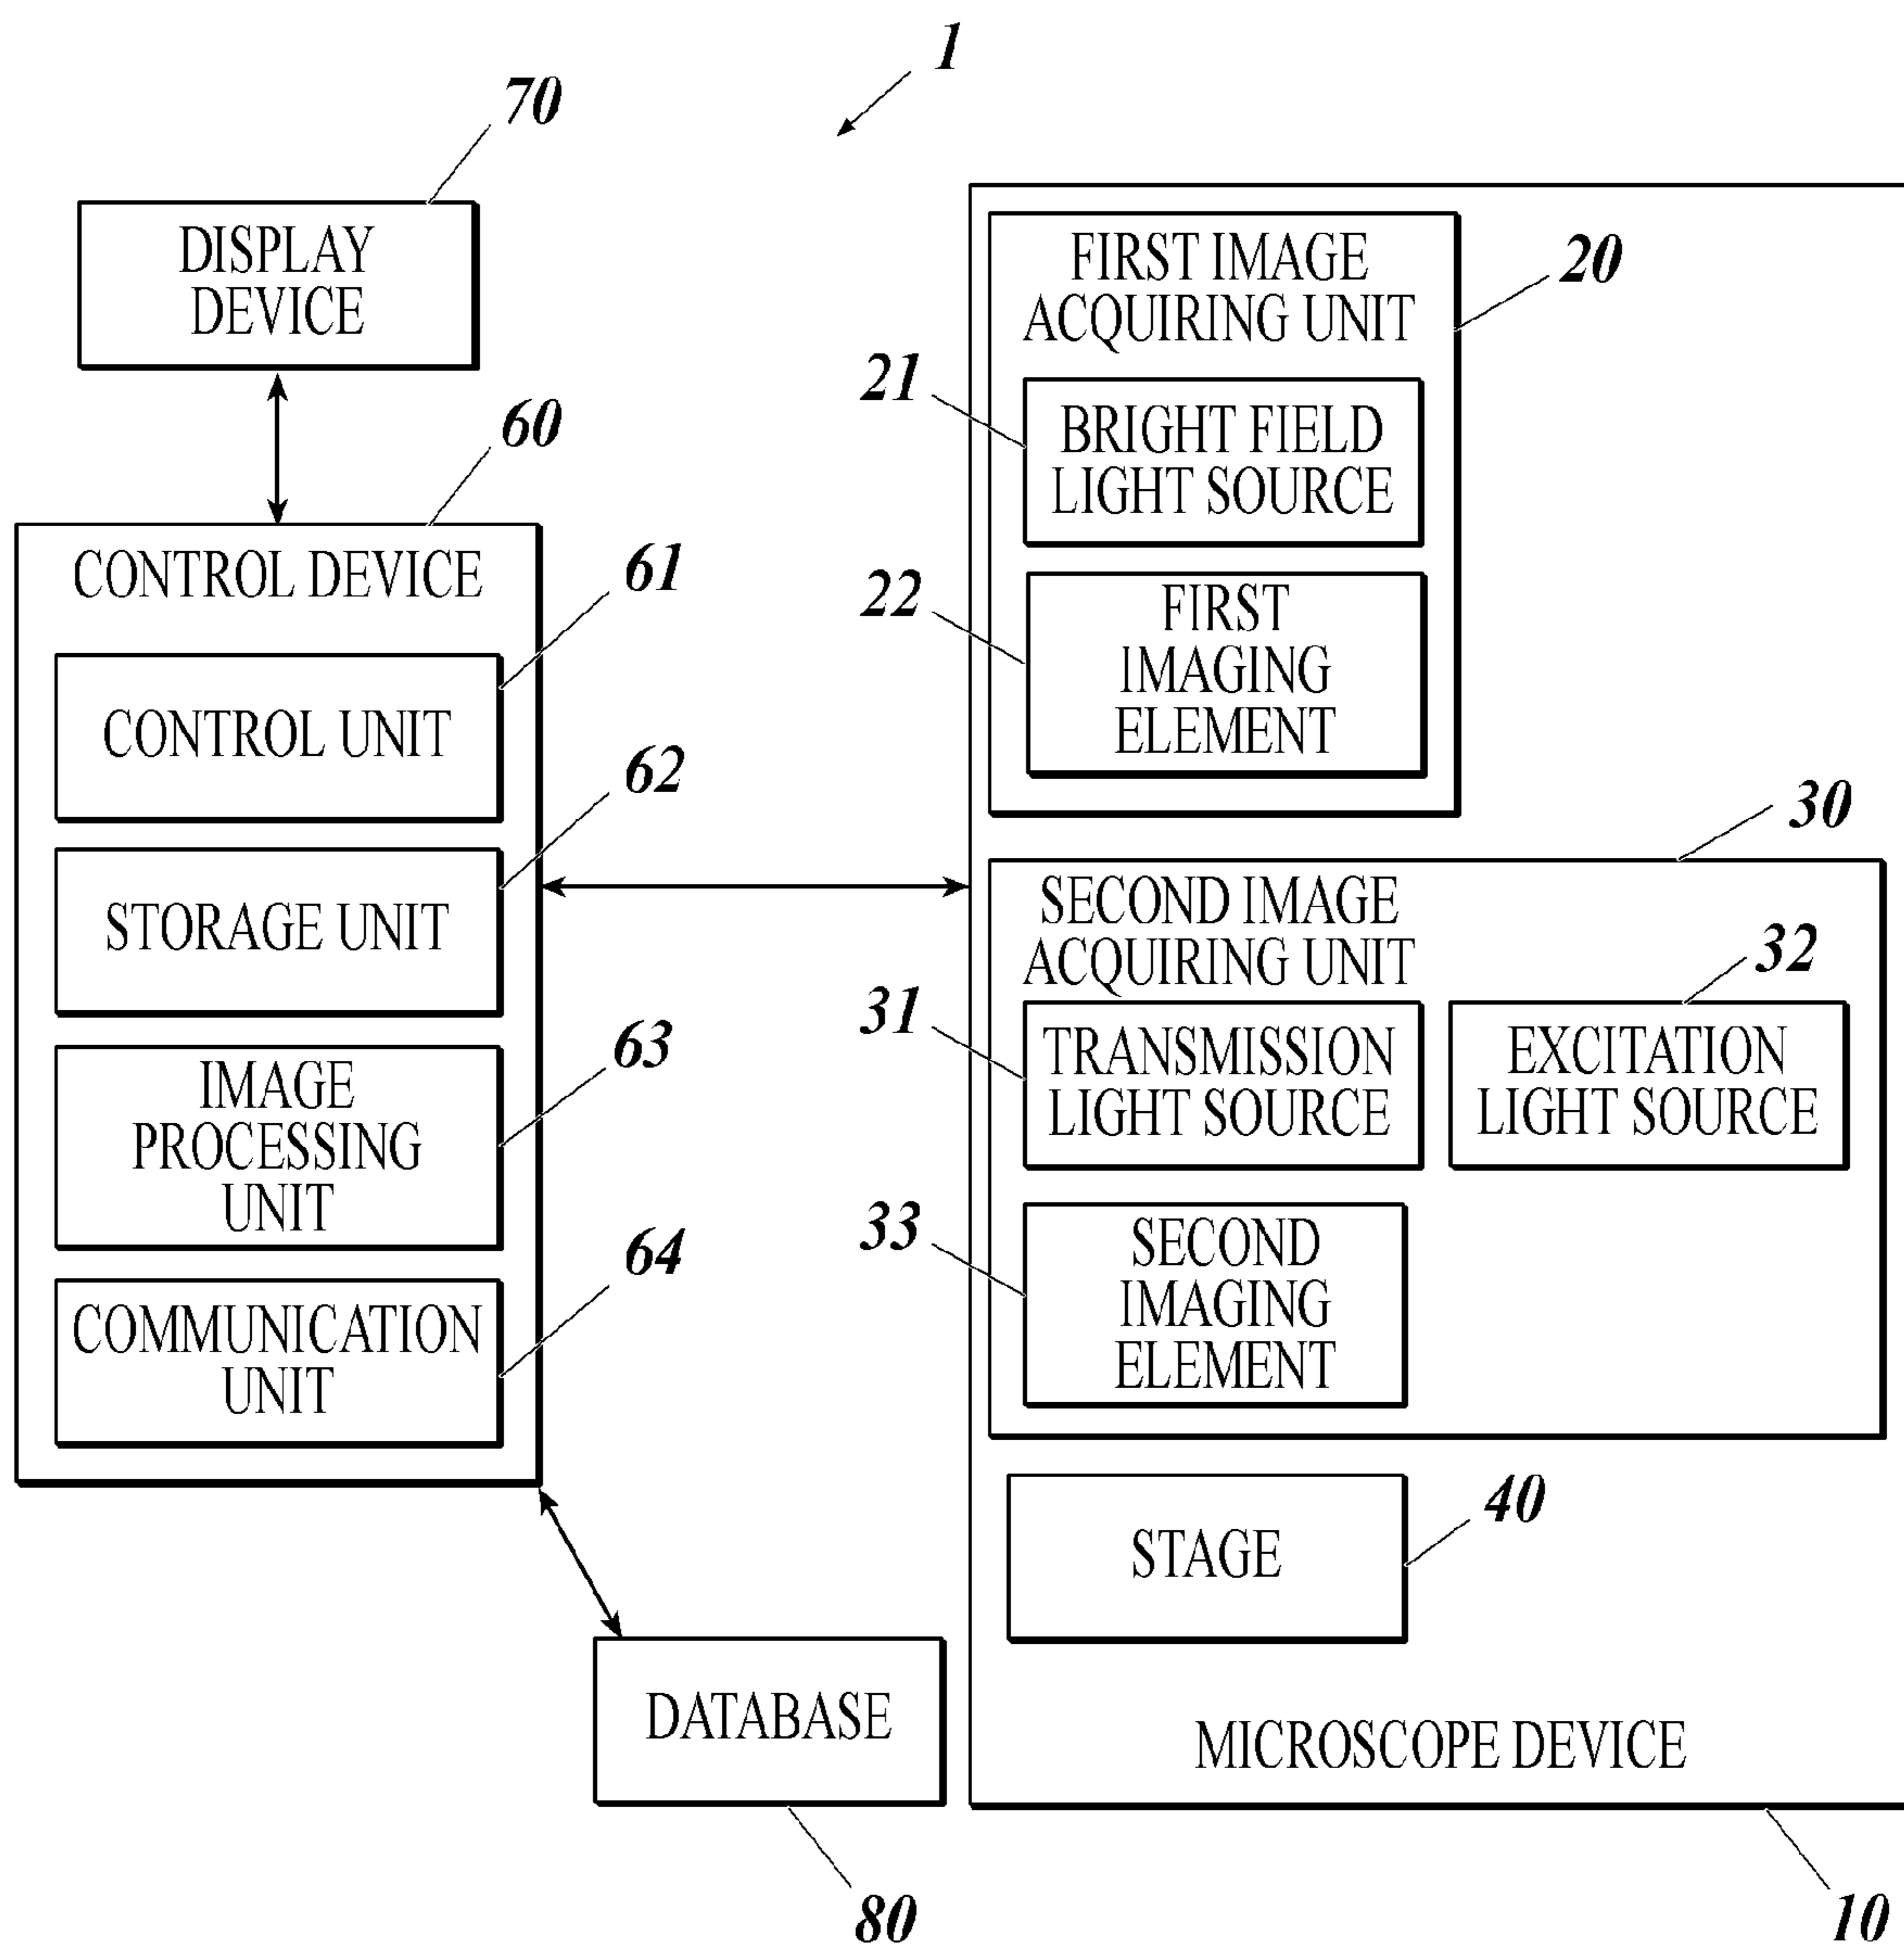 1
70
DISPLAY
DEVICE
60
CONTROL DEVICE
61
CONTROL UNIT
62
STORAGE UNIT
63
IMAGE
PROCESSING
UNIT
64
COMMUNICATION
UNIT
DATABASE
80
FIRST IMAGE
ACQUIRING UNIT
20
21
BRIGHT FIELD
LIGHT SOURCE
22
FIRST
IMAGING
ELEMENT
30
SECOND IMAGE
ACQUIRING UNIT
31
TRANSMISSION
LIGHT SOURCE
32
EXCITATION
LIGHT SOURCE
33
SECOND
IMAGING
ELEMENT
STAGE
40
MICROSCOPE DEVICE
10